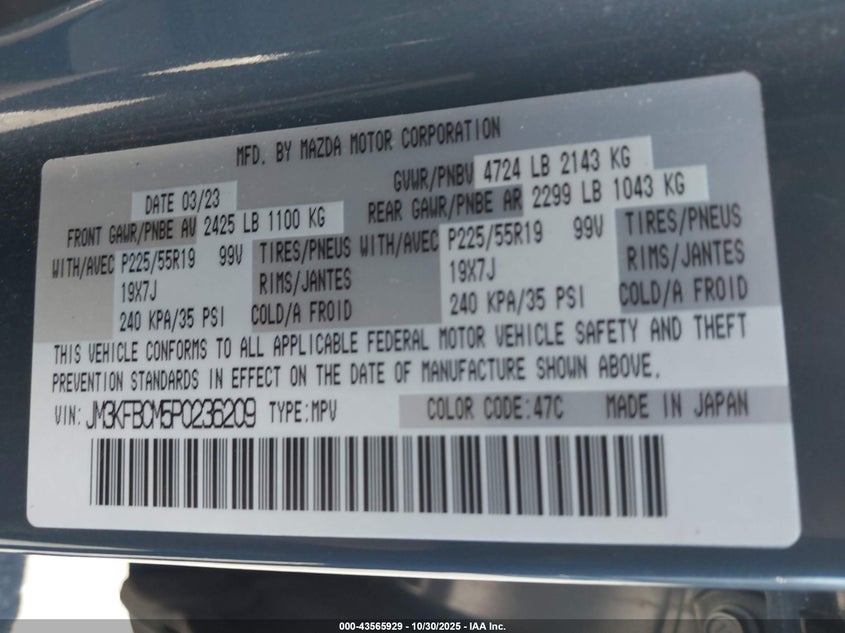 MFD. BY MAZDA MOTOR CORPORATION
DATE 03/23 GVWR/PNBV 4724 LB 2143 KG
FRONT GAWR/PNBE AV 2425 LB 1100 KG REAR GAWR/PNBE AR 2299 LB 1043 KG
WITH/AVEC P225/55R19 99V TIRES/PNEUS WITH/AVEC P225/55R19 99V TIRES/PNEUS
19X7J RIMS/JANTES 19X7J RIMS/JANTES
240 KPA/35 PSI COLD/A FROID 240 KPA/35 PSI COLD/A FROID
THIS VEHICLE CONFORMS TO ALL APPLICABLE FEDERAL MOTOR VEHICLE SAFETY AND THEFT
PREVENTION STANDARDS IN EFFECT ON THE DATE OF MANUFACTURE SHOWN ABOVE.
VIN: JM3KFBCM5P0236209 TYPE:MPV COLOR CODE:47C MADE IN JAPAN
000-43565929 - 10/30/2025 - IAA Inc.